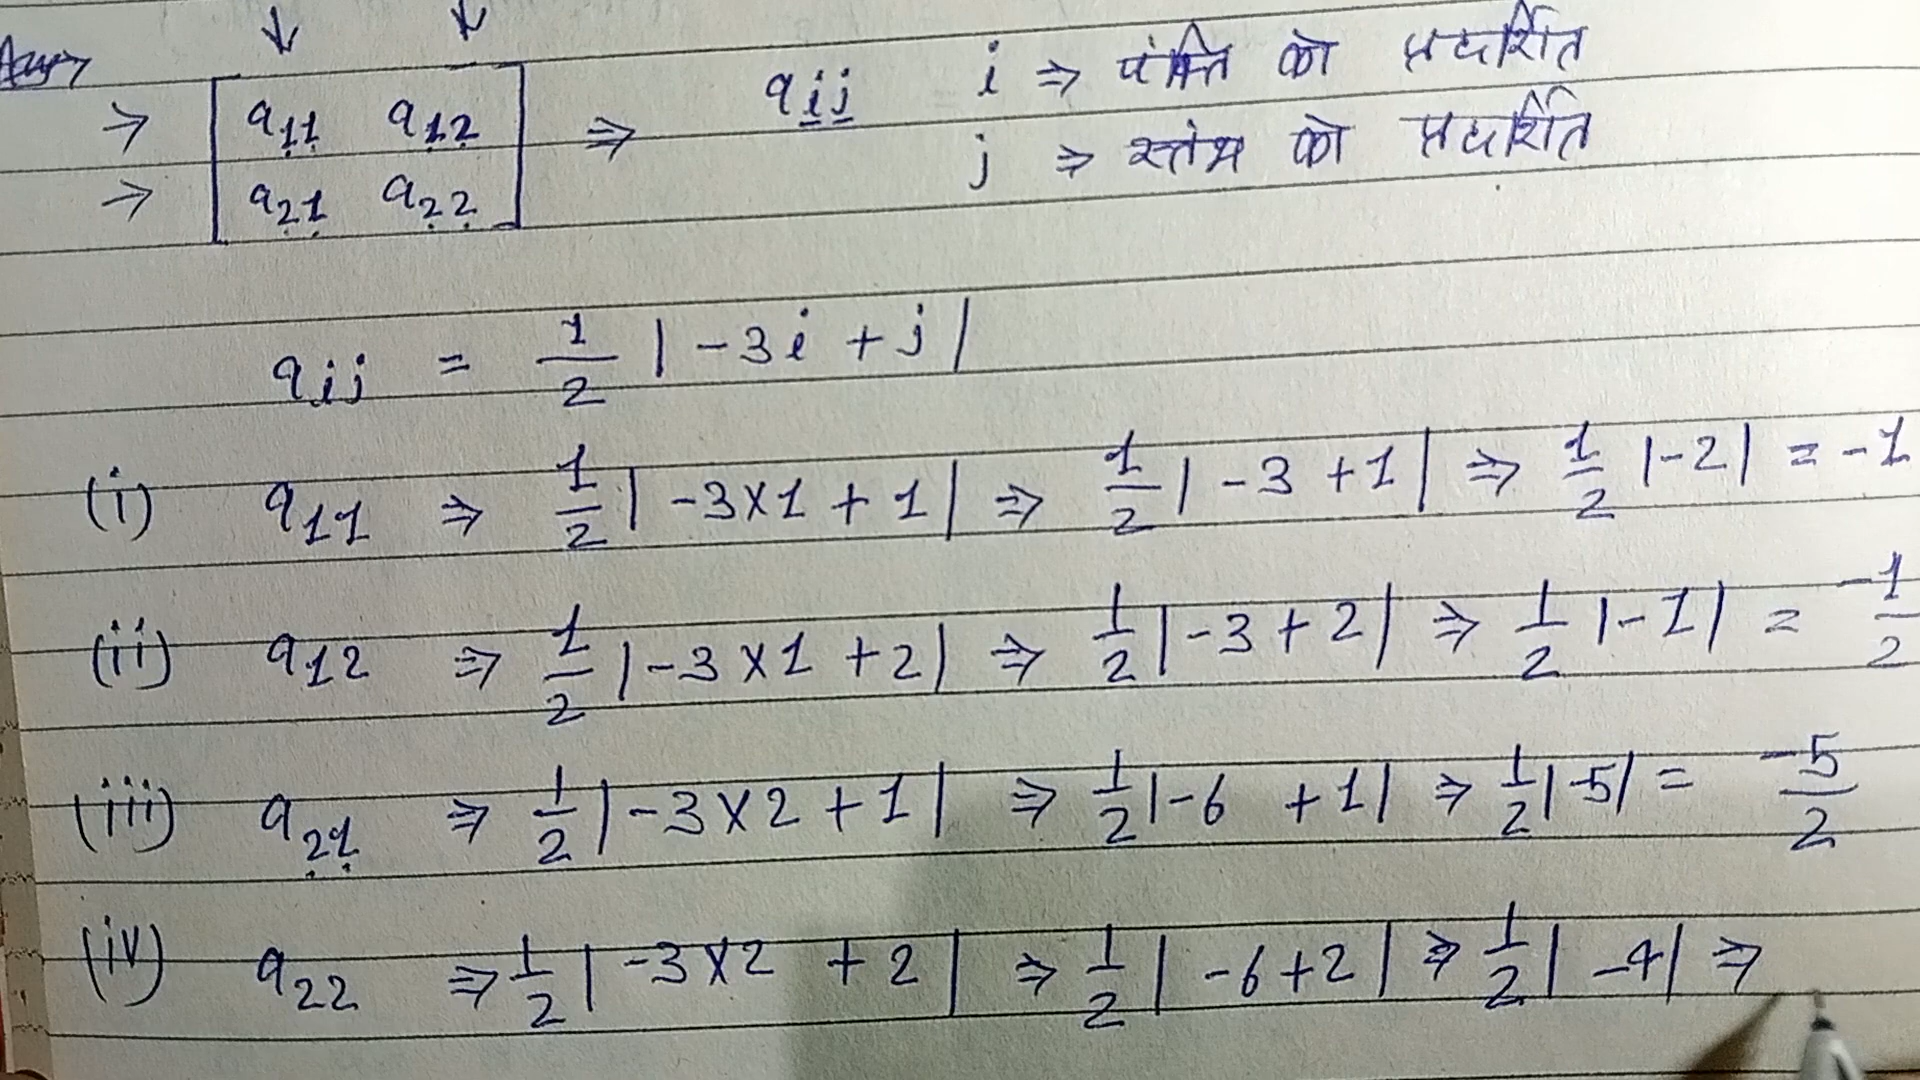 Ans
→ a₁₁ a₁₂ ⇒ aᵢⱼ i ⇒ पंक्ति को प्रदर्शित
→ a₂₁ a₂₂ j ⇒ स्तंभ को प्रदर्शित
aᵢⱼ = 1/2 |-3i + j|
(i) a₁₁ ⇒ 1/2 |-3×1 + 1| ⇒ 1/2 |-3 + 1| ⇒ 1/2 |-2| = -1
(ii) a₁₂ ⇒ 1/2 |-3×1 + 2| ⇒ 1/2 |-3 + 2| ⇒ 1/2 |-1| = -1/2
(iii) a₂₁ ⇒ 1/2 |-3×2 + 1| ⇒ 1/2 |-6 + 1| ⇒ 1/2 |-5| = -5/2
(iv) a₂₂ ⇒ 1/2 |-3×2 + 2| ⇒ 1/2 |-6 + 2| ⇒ 1/2 |-4| ⇒